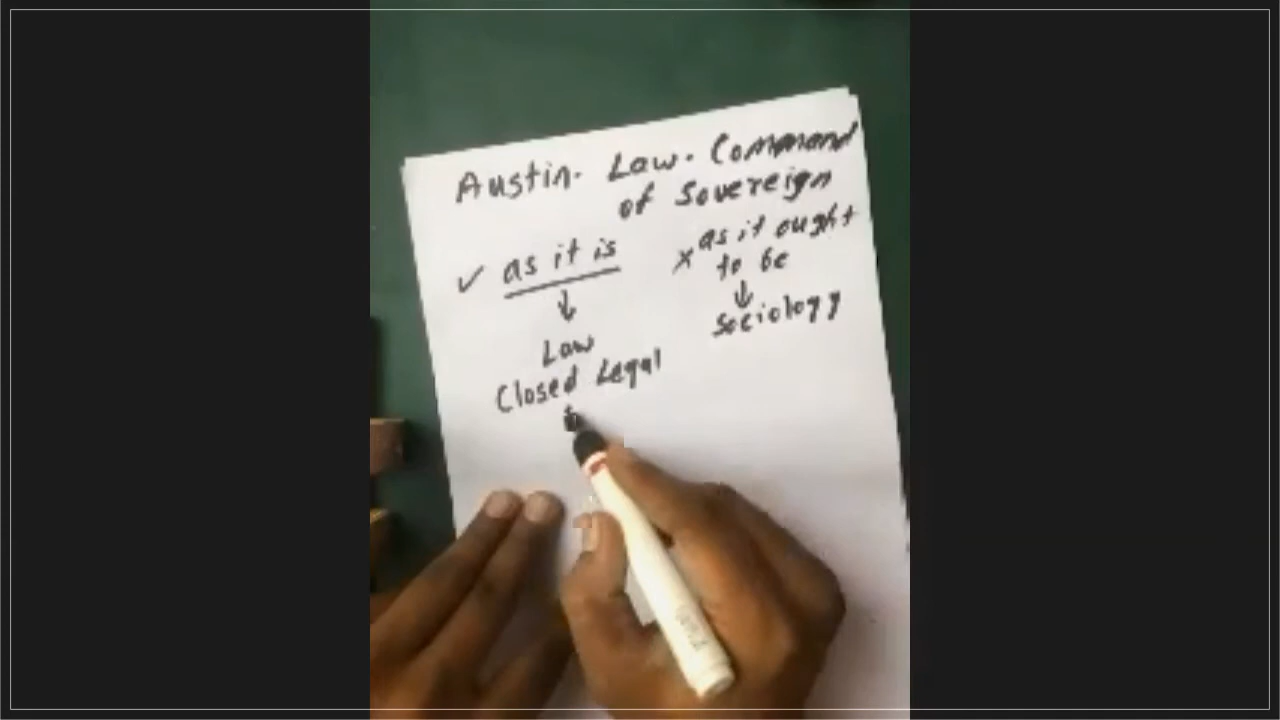 Austin. Law. Command
of Sovereign
✓ as it is
x as it ought
to be
↓
↓
Sociology
Law
Closed Legal